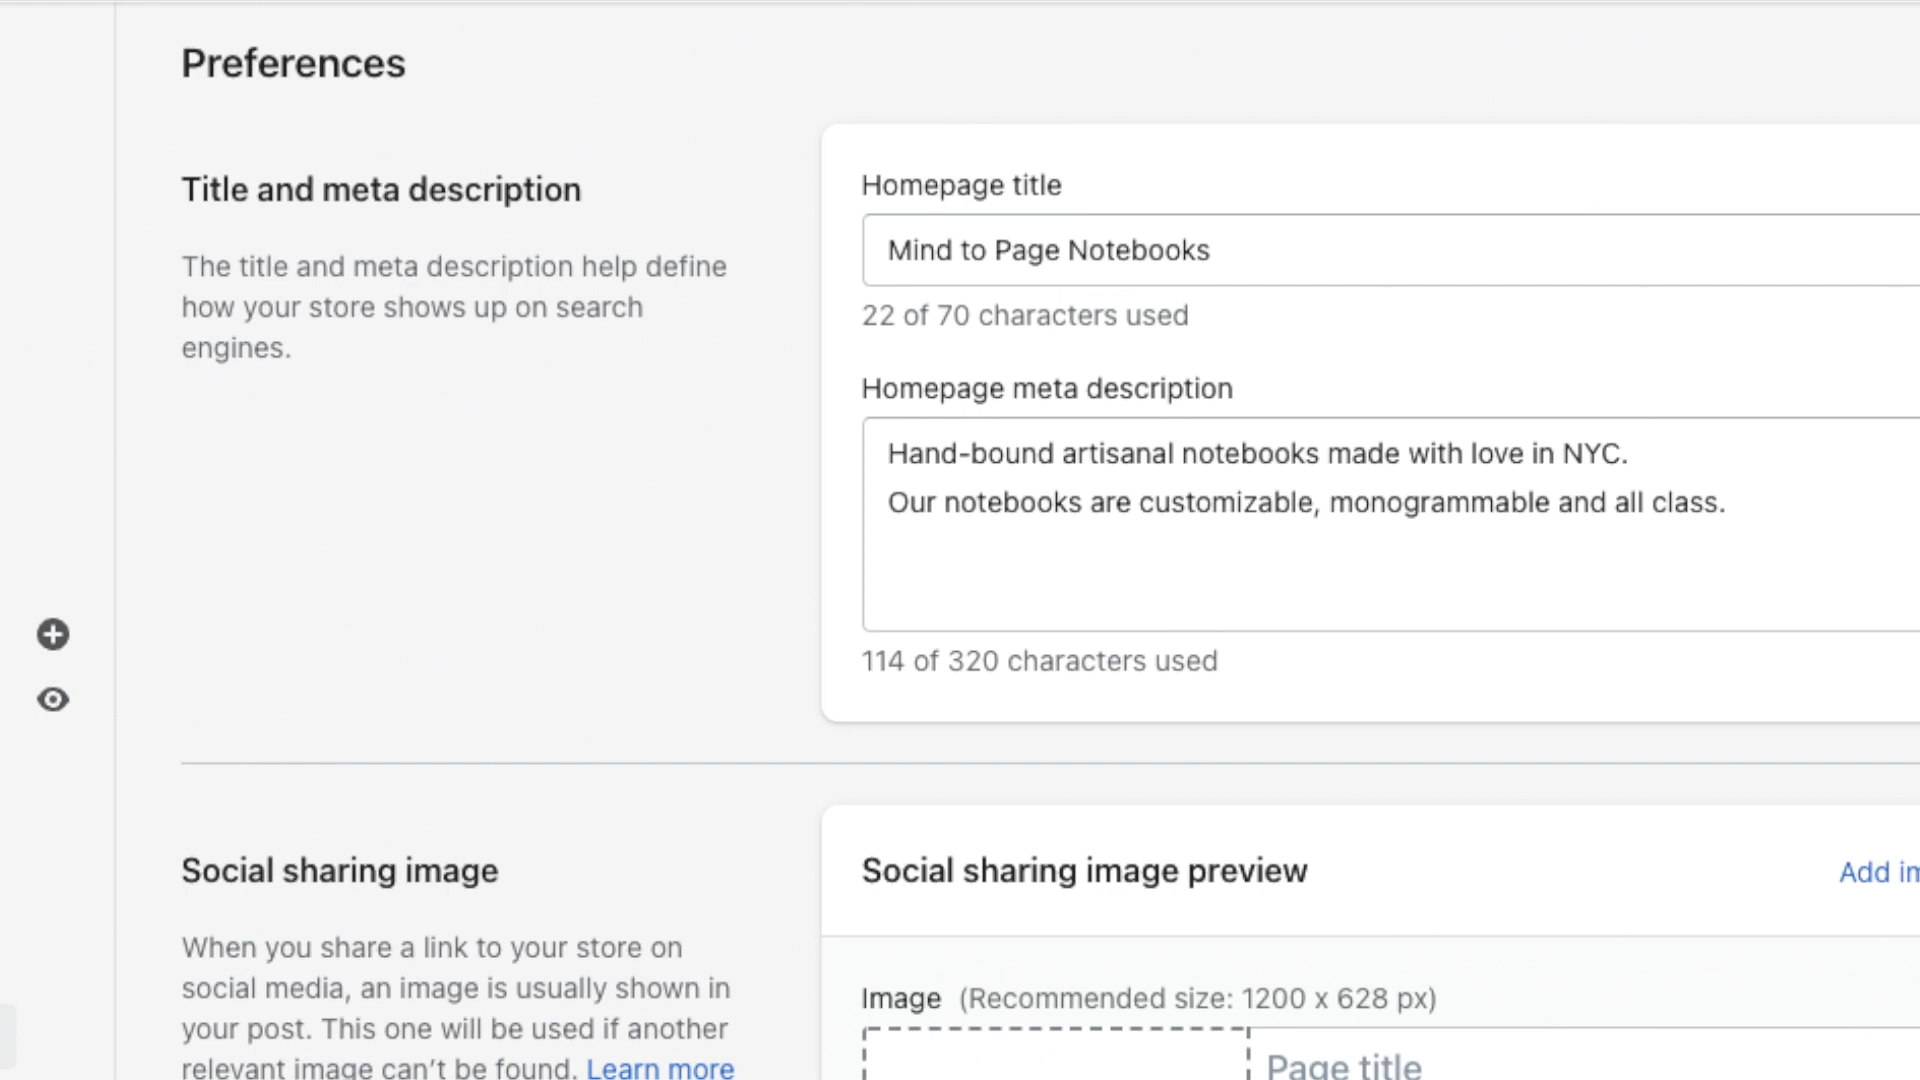 Preferences
Title and meta description
The title and meta description help define
how your store shows up on search
engines.
Homepage title
Mind to Page Notebooks
22 of 70 characters used
Homepage meta description
Hand-bound artisanal notebooks made with love in NYC.
Our notebooks are customizable, monogrammable and all class.
114 of 320 characters used
Social sharing image
When you share a link to your store on
social media, an image is usually shown in
your post. This one will be used if another
relevant image can't be found. Learn more
Social sharing image preview
Add
Image (Recommended size: 1200 x 628 px)
Page title